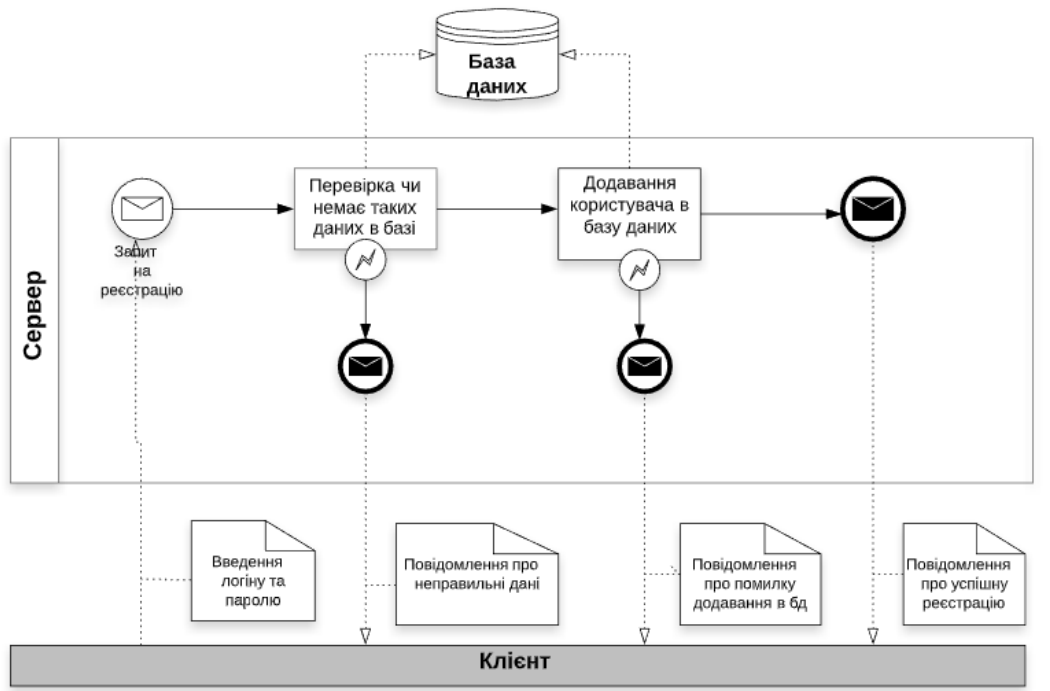 База
даних
Сервер
Запит
на
реєстрацію
Перевірка чи
немає таких
даних в базі
Додавання
користувача в
базу даних
Введення
логіну та
паролю
Повідомлення про
неправильні дані
Повідомлення
про помилку
додавання в бд
Повідомлення
про успішну
реєстрацію
Клієнт